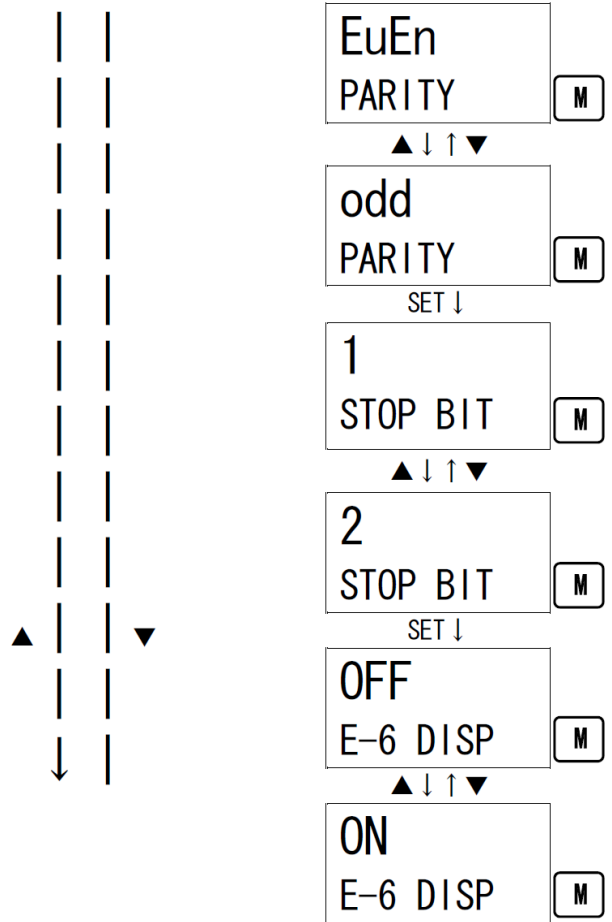 EuEn
PARITY
M
▲↓↑▼
odd
PARITY
M
SET↓
1
STOP BIT
M
▲↓↑▼
2
STOP BIT
M
▲ ▼
SET↓
OFF
E-6 DISP
M
▲↓↑▼
ON
E-6 DISP
M